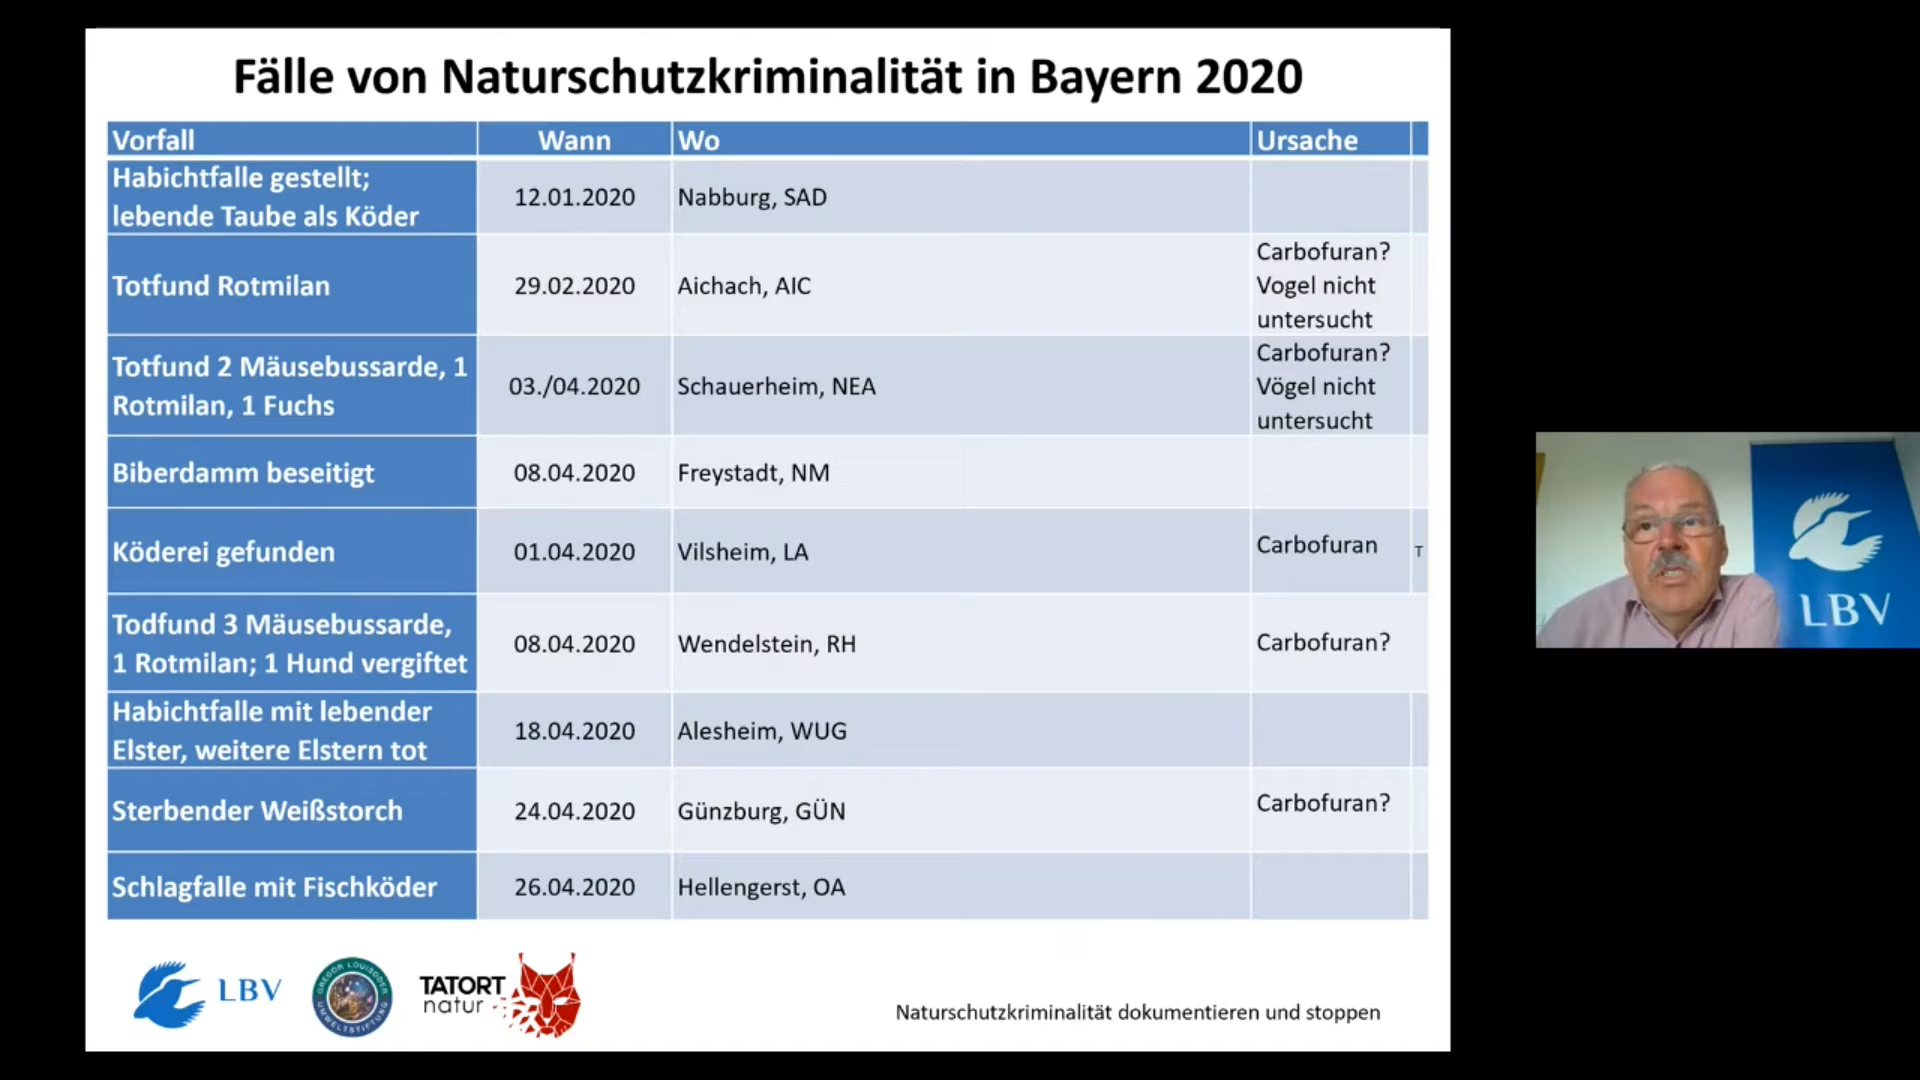 Fälle von Naturschutzkriminalität in Bayern 2020
Vorfall Wann Wo Ursache
Habichtfalle gestellt;
lebende Taube als Köder
12.01.2020
Nabburg, SAD
Totfund Rotmilan
29.02.2020
Aichach, AIC
Carbofuran?
Vogel nicht
untersucht
Totfund 2 Mäusebussarde, 1
Rotmilan, 1 Fuchs
03./04.2020
Schauerheim, NEA
Carbofuran?
Vögel nicht
untersucht
Biberdamm beseitigt
08.04.2020
Freystadt, NM
Köderei gefunden
01.04.2020
Vilsheim, LA
Carbofuran
T
Todfund 3 Mäusebussarde,
1 Rotmilan; 1 Hund vergiftet
08.04.2020
Wendelstein, RH
Carbofuran?
Habichtfalle mit lebender
Elster, weitere Elstern tot
18.04.2020
Alesheim, WUG
Sterbender Weißstorch
24.04.2020
Günzburg, GÜN
Carbofuran?
Schlagfalle mit Fischköder
26.04.2020
Hellengerst, OA
LBV
GREGOR LOUISODER
UMWELTSTIFTUNG
TATORT
natur
Naturschutzkriminalität dokumentieren und stoppen
LBV